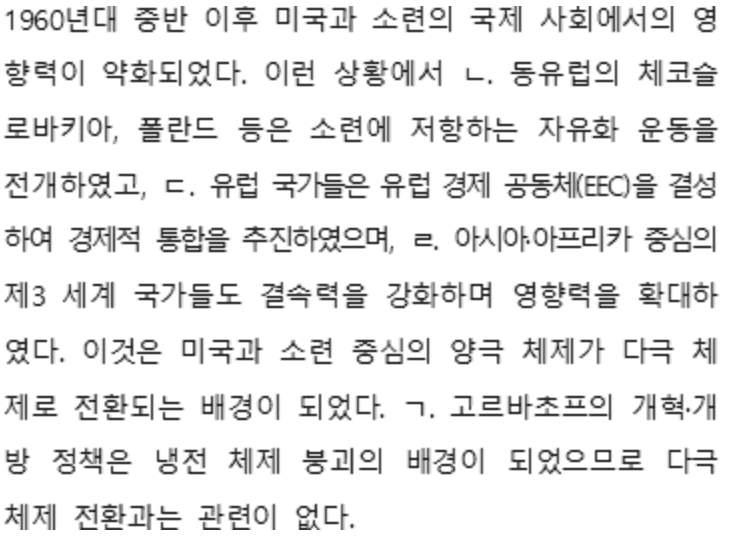 1960년대 중반 이후 미국과 소련의 국제 사회에서의 영
향력이 약화되었다. 이런 상황에서 ㄴ. 동유럽의 체코슬
로바키아, 폴란드 등은 소련에 저항하는 자유화 운동을
전개하였고, ㄷ. 유럽 국가들은 유럽 경제 공동체(EEC)을 결성
하여 경제적 통합을 추진하였으며, ㄹ. 아시아·아프리카 중심의
제3 세계 국가들도 결속력을 강화하며 영향력을 확대하
였다. 이것은 미국과 소련 중심의 양극 체제가 다극 체
제로 전환되는 배경이 되었다. ㄱ. 고르바초프의 개혁·개
방 정책은 냉전 체제 붕괴의 배경이 되었으므로 다극
체제 전환과는 관련이 없다.